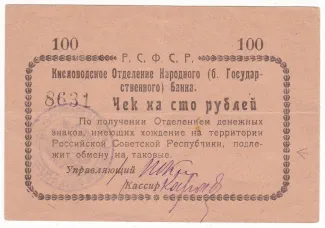 100 100
Р. С. Ф. С. Р.
Кисловодское Отделение Народного (б. Государ-
ственного) Банка.
8631
Чек на сто рублей
По получении Отделением денежных
знаков, имеющих хождение на территории
Российской Советской Республики, подле-
жит обмену на таковые.
Управляющий
Кассир